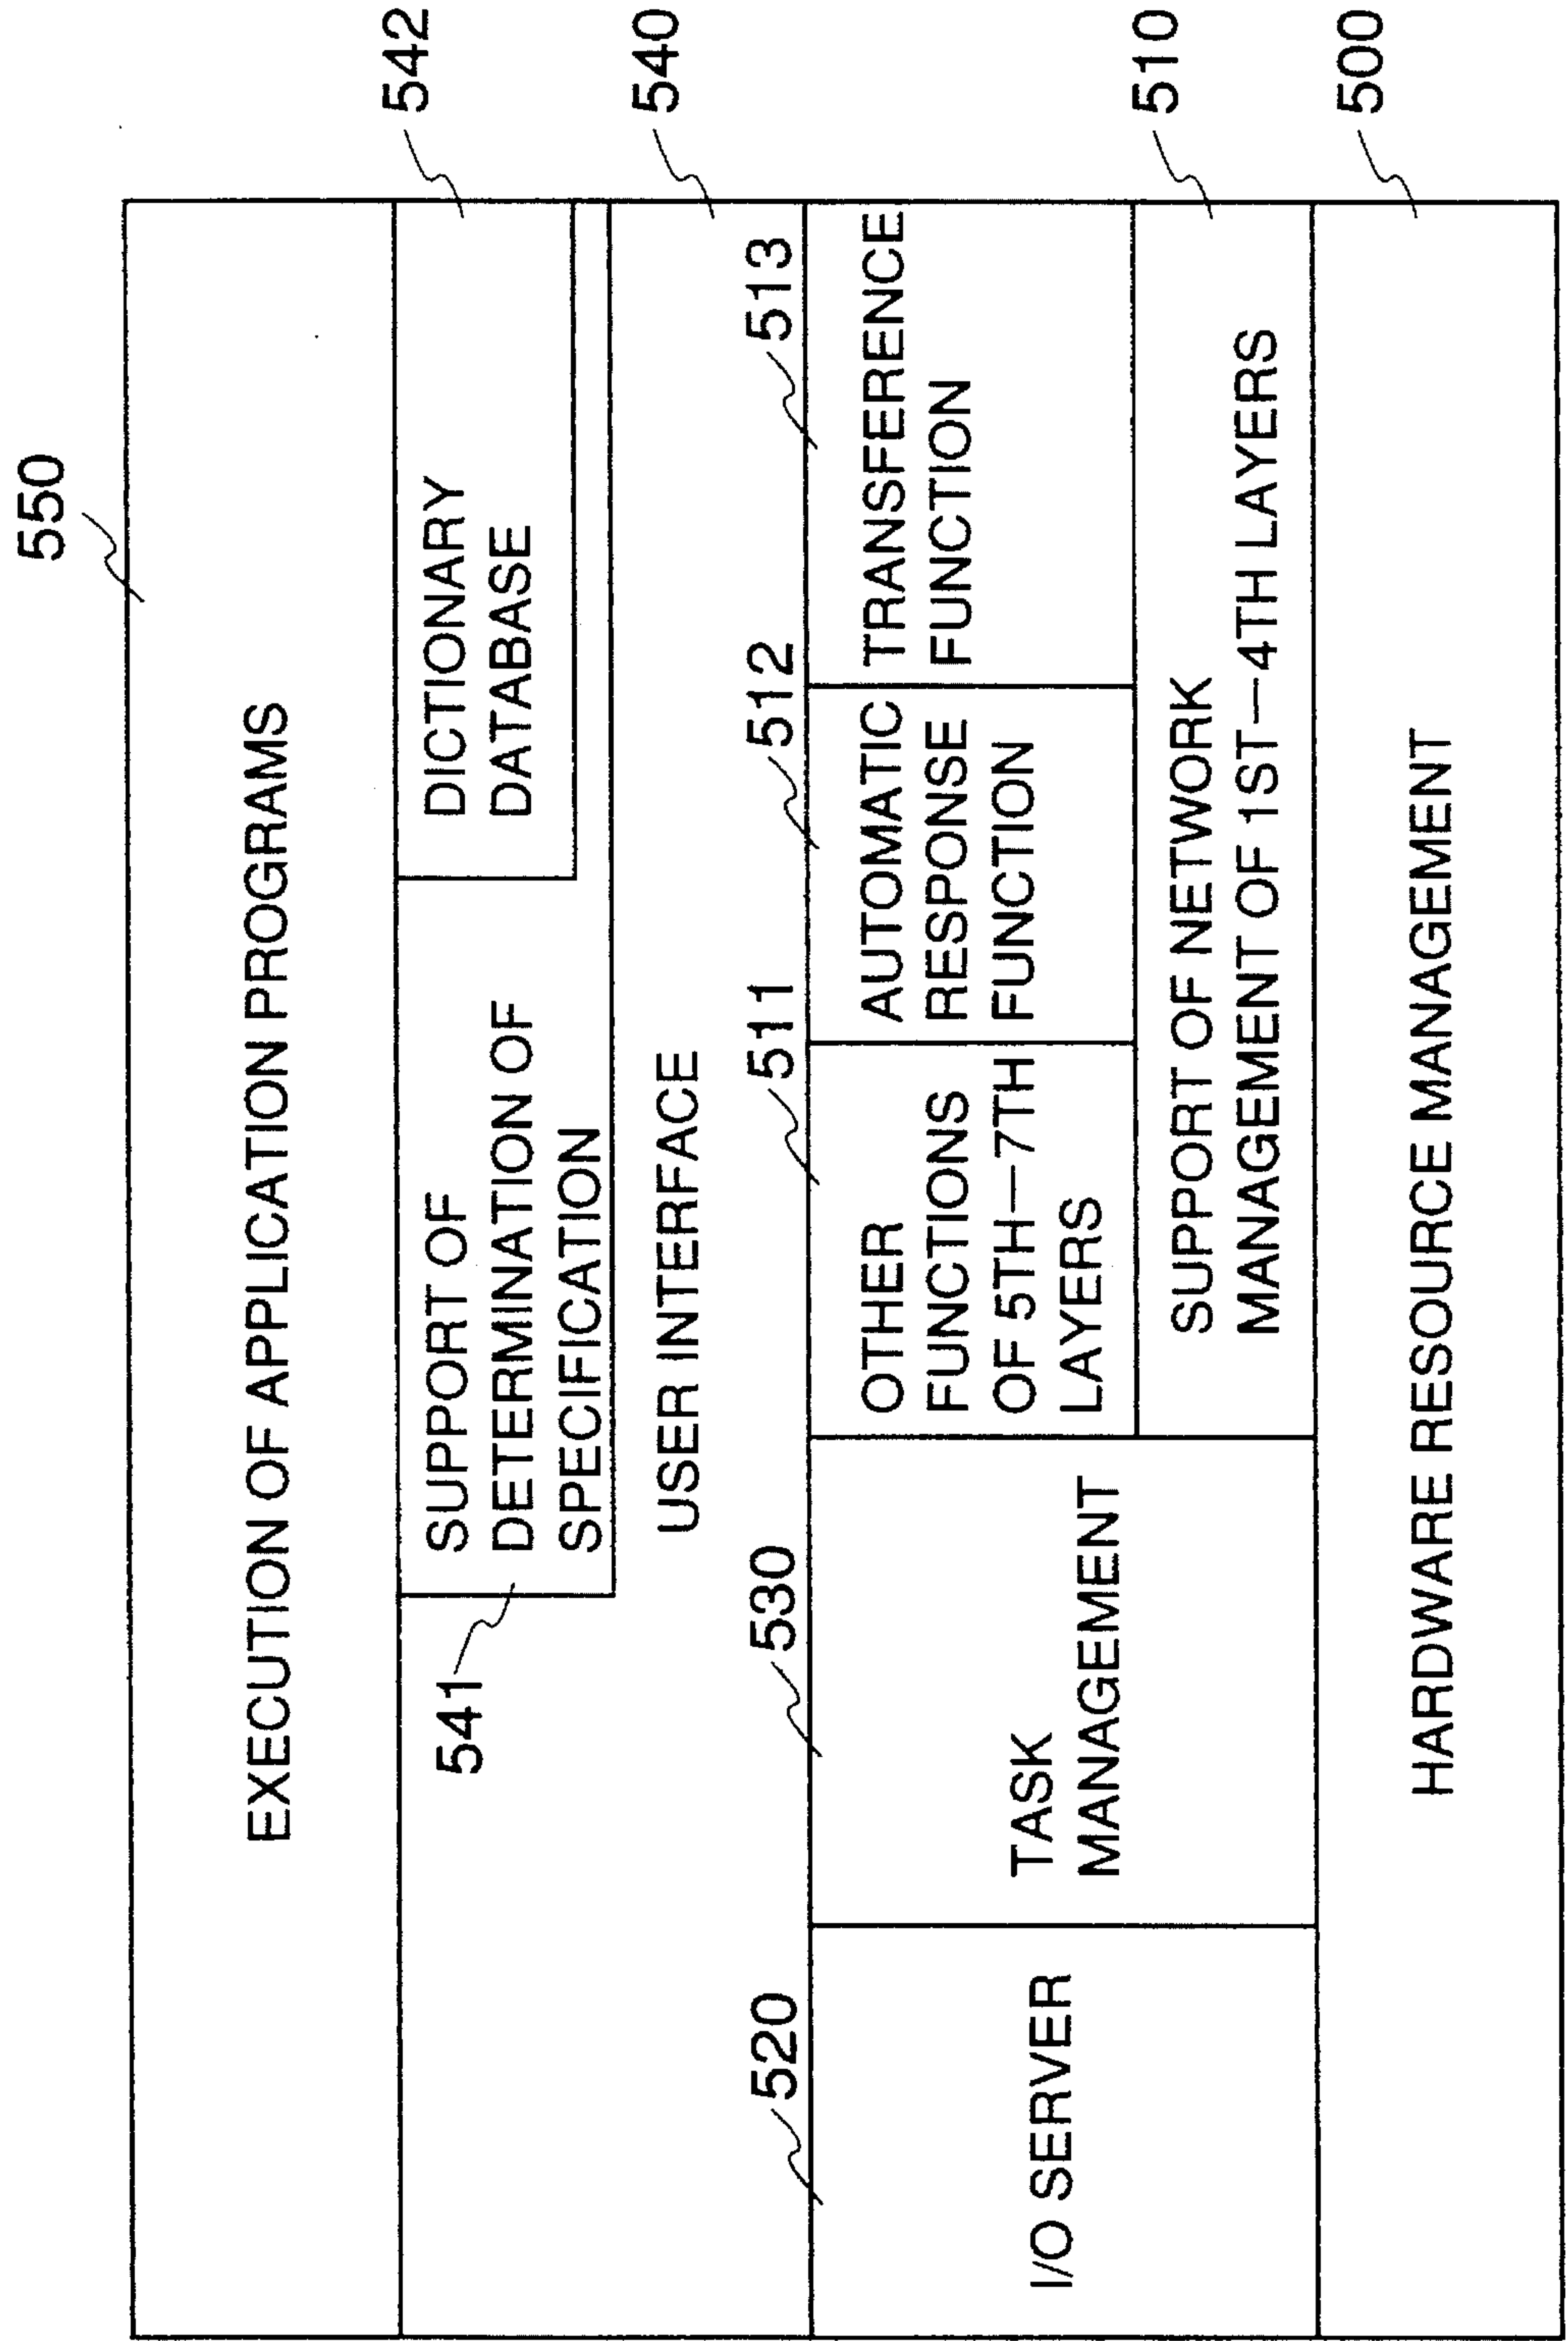 550
EXECUTION OF APPLICATION PROGRAMS
542
DICTIONARY
DATABASE
541
SUPPORT OF
DETERMINATION OF
SPECIFICATION
540
USER INTERFACE
520
I/O SERVER
530
TASK
MANAGEMENT
511
OTHER
FUNCTIONS
OF 5TH—7TH
LAYERS
512
AUTOMATIC
RESPONSE
FUNCTION
513
TRANSFERENCE
FUNCTION
510
SUPPORT OF NETWORK
MANAGEMENT OF 1ST—4TH LAYERS
500
HARDWARE RESOURCE MANAGEMENT